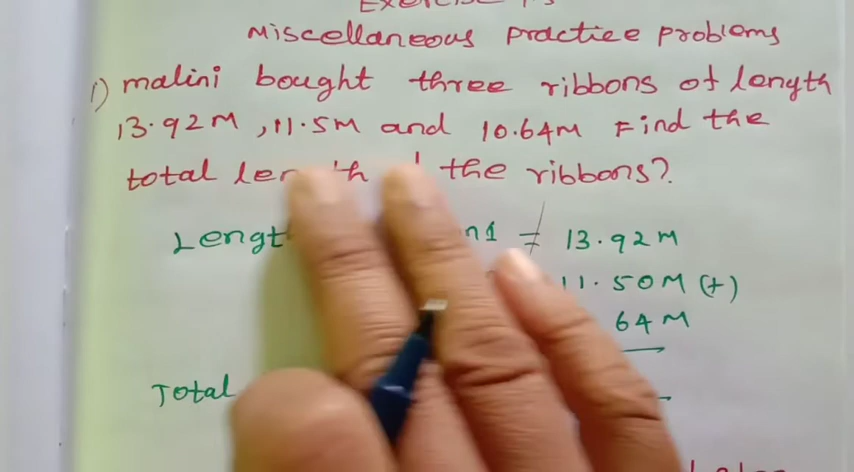 Miscellaneous practice problems
1) malini bought three ribbons of length
13.92M, 11.5M and 10.64M Find the
total the ribbons?
= 13.92M
11.50M (+)
64M
Total